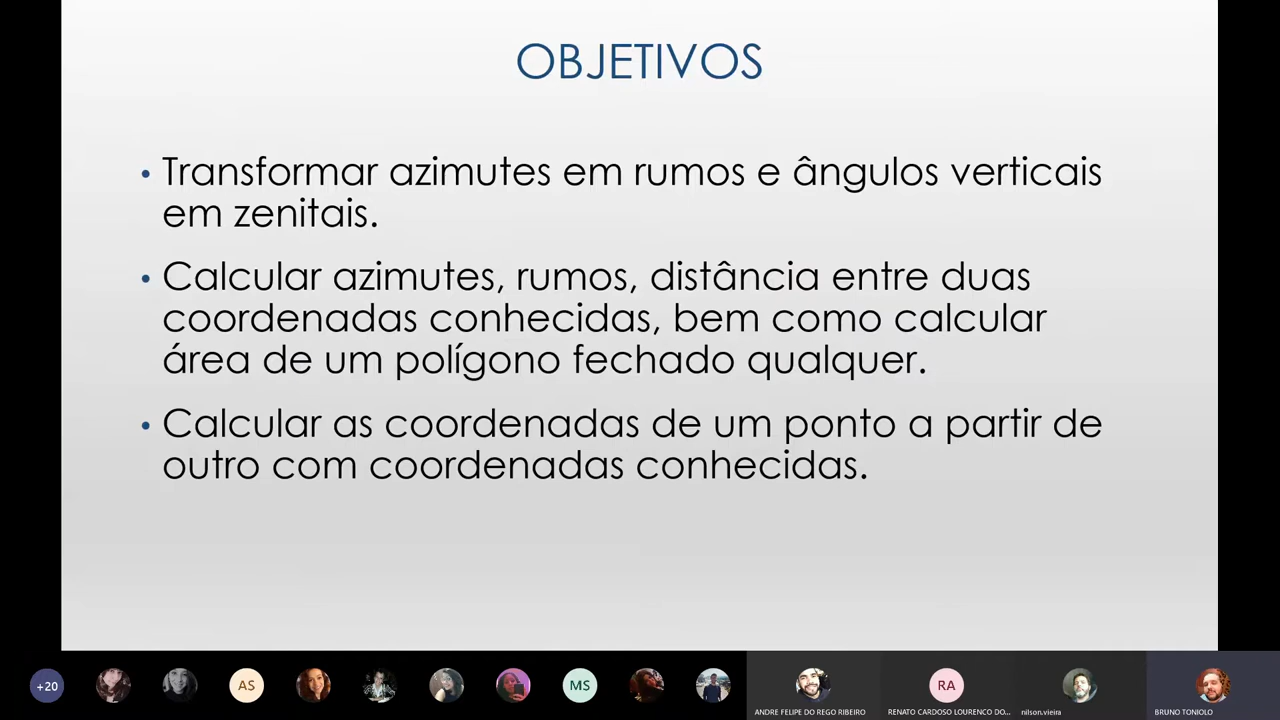 OBJETIVOS
• Transformar azimutes em rumos e ângulos verticais
em zenitais.
• Calcular azimutes, rumos, distância entre duas
coordenadas conhecidas, bem como calcular
área de um polígono fechado qualquer.
• Calcular as coordenadas de um ponto a partir de
outro com coordenadas conhecidas.
+20
AS
MS
RA
ANDRE FELIPE DO REGO RIBEIRO
RENATO CARDOSO LOURENCO DO...
nilson.vieira
BRUNO TONIOLO